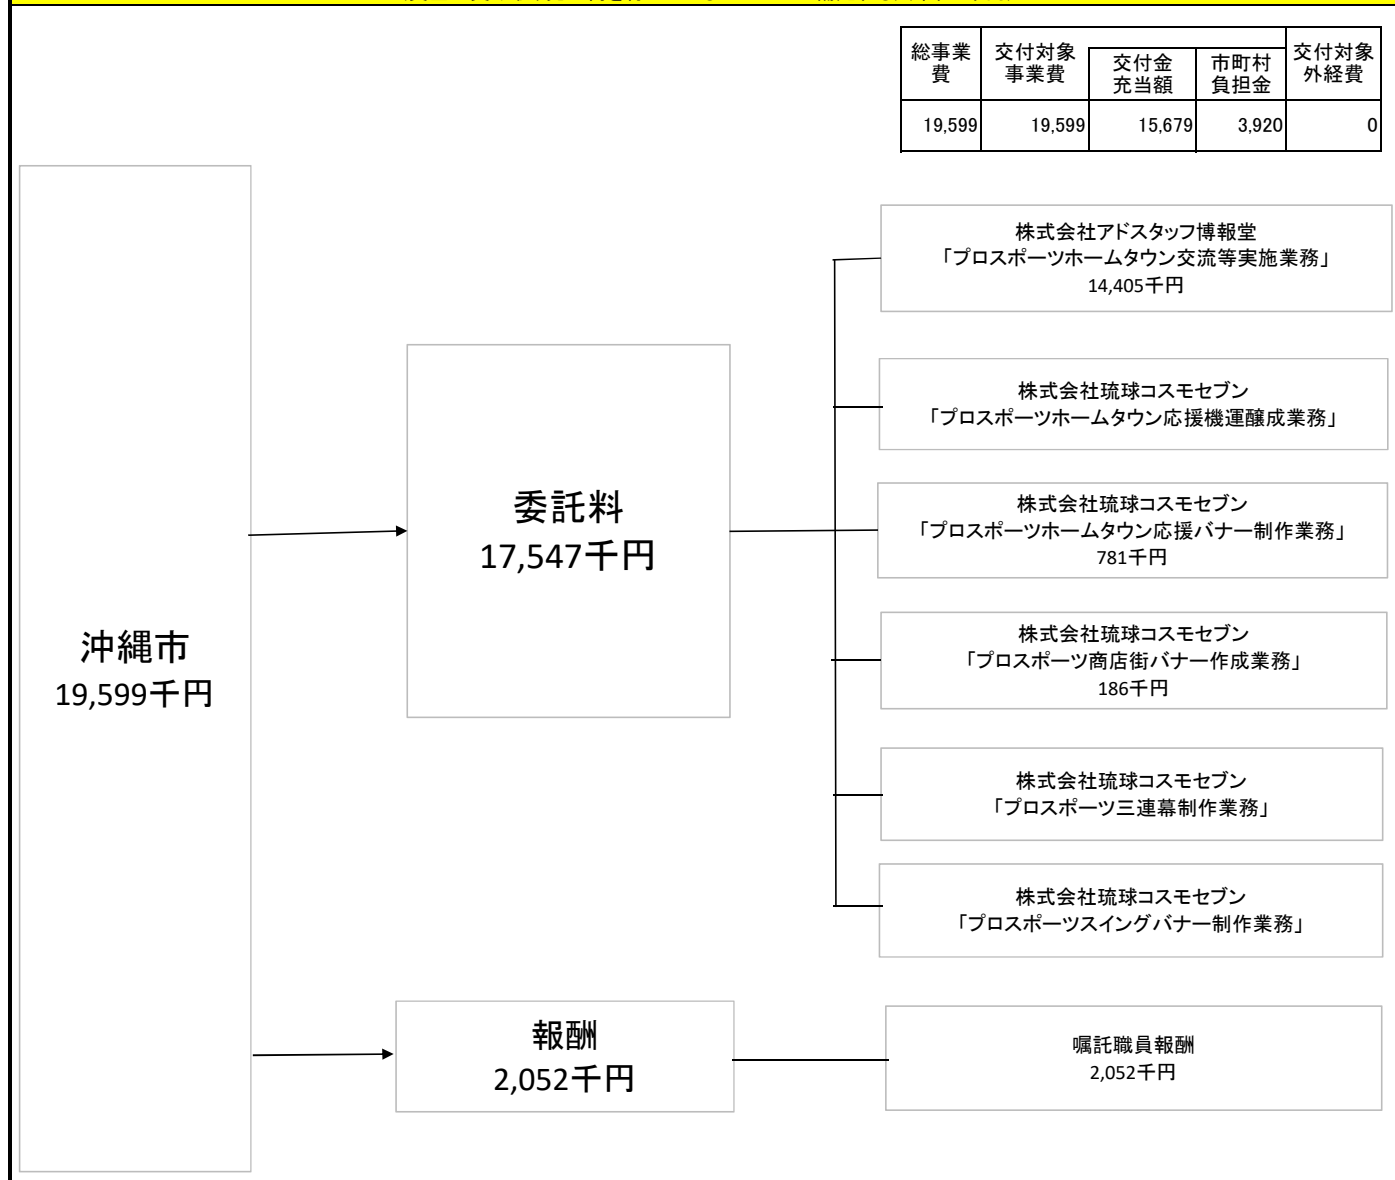 総事業
費
交付対象
事業費
交付金
充当額
市町村
負担金
交付対象
外経費
19,599
19,599
15,679
3,920
0
株式会社アドスタッフ博報堂
「プロスポーツホームタウン交流等実施業務」
14,405千円
株式会社琉球コスモセブン
「プロスポーツホームタウン応援機運醸成業務」
委託料
17,547千円
株式会社琉球コスモセブン
「プロスポーツホームタウン応援バナー制作業務」
781千円
沖縄市
19,599千円
株式会社琉球コスモセブン
「プロスポーツ商店街バナー作成業務」
186千円
株式会社琉球コスモセブン
「プロスポーツ三連幕制作業務」
株式会社琉球コスモセブン
「プロスポーツスイングバナー制作業務」
報酬
2,052千円
嘱託職員報酬
2,052千円